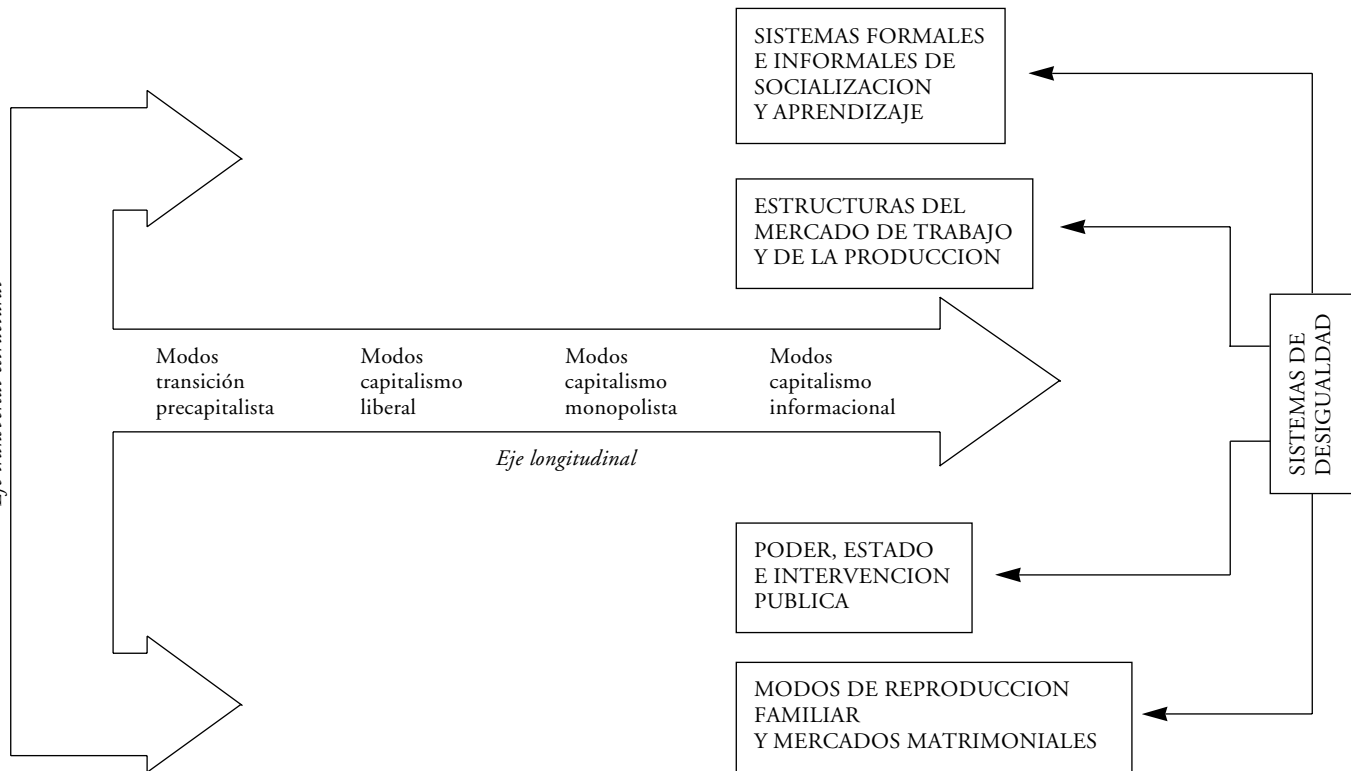 SISTEMAS FORMALES
E INFORMALES DE
SOCIALIZACION
Y APRENDIZAJE
ESTRUCTURAS DEL
MERCADO DE TRABAJO
Y DE LA PRODUCCION
Modos
transición
precapitalista
Modos
capitalismo
liberal
Modos
capitalismo
monopolista
Modos
capitalismo
informacional
Eje longitudinal
SISTEMAS DE
DESIGUALDAD
PODER, ESTADO
E INTERVENCION
PUBLICA
MODOS DE REPRODUCCION
FAMILIAR
Y MERCADOS MATRIMONIALES